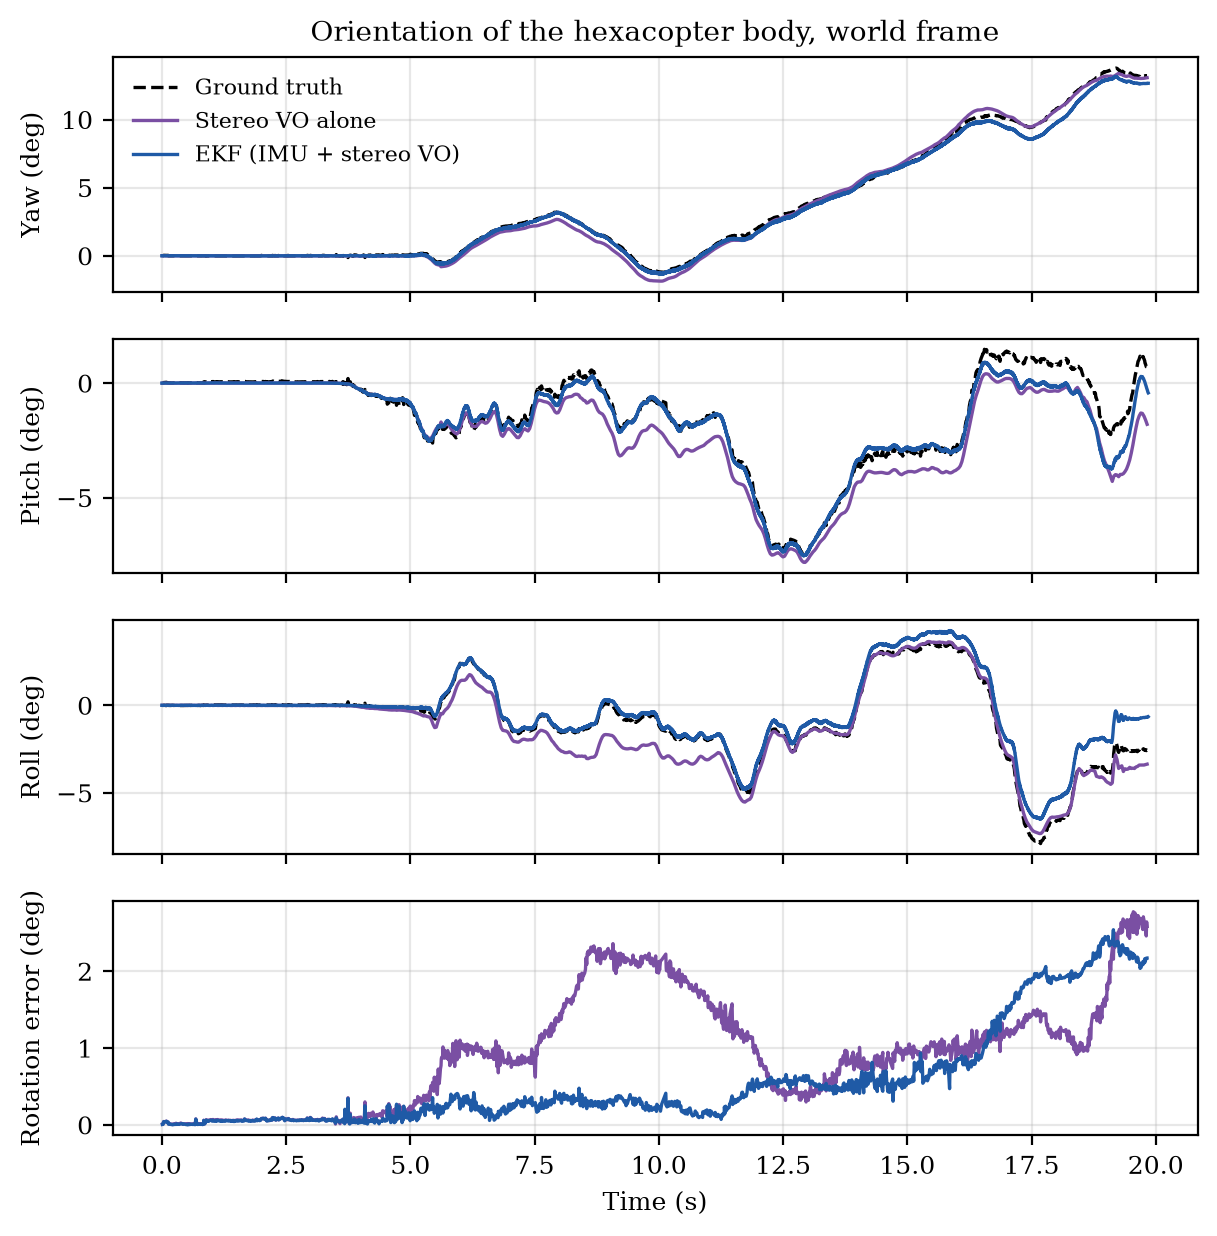 Orientation of the hexacopter body, world frame
Yaw (deg)
10
5
0
Ground truth
Stereo VO alone
EKF (IMU + stereo VO)
Pitch (deg)
0
−5
Roll (deg)
0
−5
Rotation error (deg)
2
1
0
0.0 2.5 5.0 7.5 10.0 12.5 15.0 17.5 20.0
Time (s)